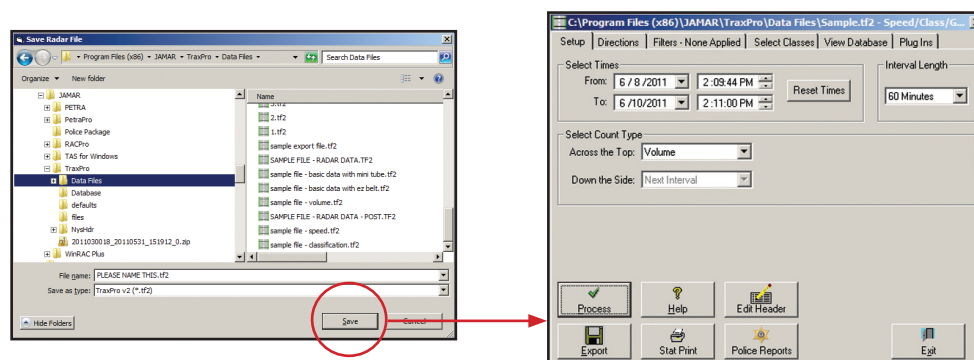 Save Radar File
Program Files (x86) JAMAR TraxPro Data Files
Search Data Files
Organize New folder
JAMAR
PETRA
PetraPro
Police Package
RACPro
TAS for Windows
TraxPro
Data Files
Database
defaults
files
NysHdr
2011030018_20110531_151912_0.zip
WinRAC Plus
Name
3.tf2
2.tf2
1.tf2
sample export file.tf2
SAMPLE FILE - RADAR DATA.TF2
sample file - basic data with mini tube.tf2
sample file - basic data with ez belt.tf2
sample file - volume.tf2
SAMPLE FILE - RADAR DATA - POST.TF2
sample file - speed.tf2
sample file - classification.tf2
File name: PLEASE NAME THIS.tf2
Save as type: TraxPro v2 (*.tf2)
Hide Folders Save Cancel
C:\Program Files (x86)\JAMAR\TraxPro\Data Files\Sample.tf2 - Speed/Class/G...
Setup Directions Filters - None Applied Select Classes View Database Plug Ins
Select Times
From: 6 / 8 /2011 2:09:44 PM
To: 6 /10/2011 2:11:00 PM
Reset Times
Interval Length
60 Minutes
Select Count Type
Across the Top: Volume
Down the Side: Next Interval
Process Help Edit Header
Export Stat Print Police Reports Exit